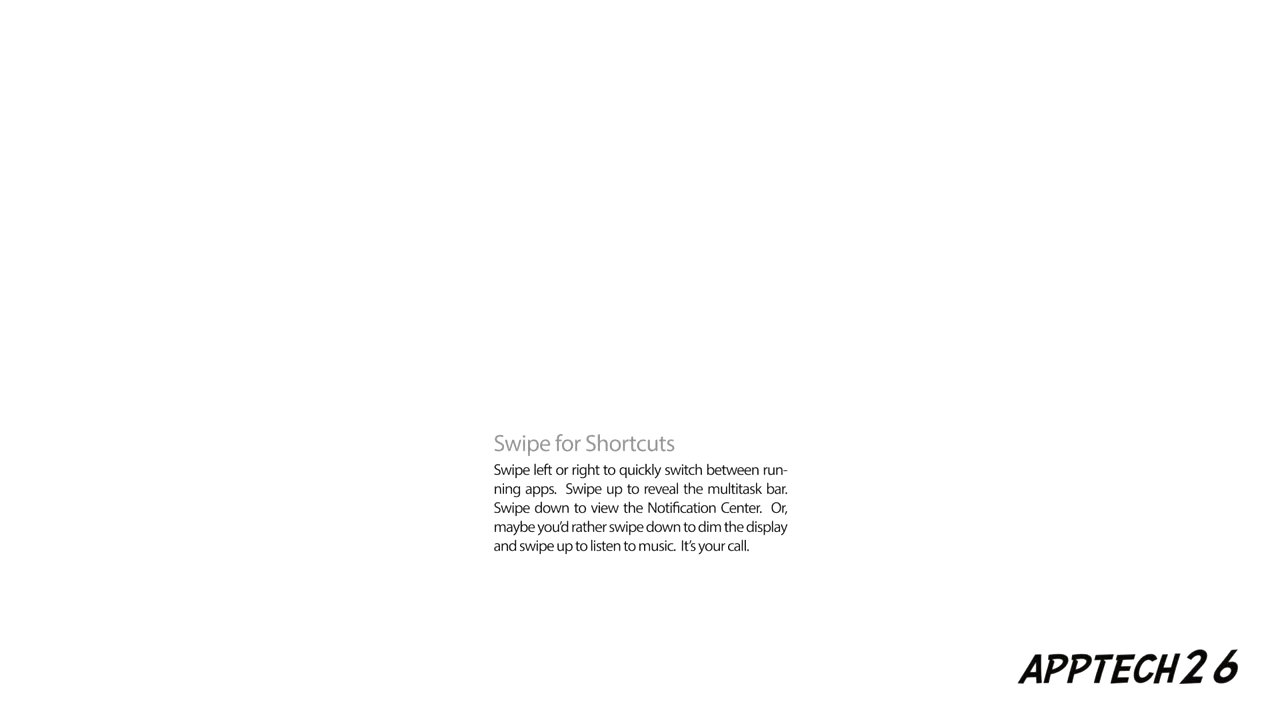 Swipe for Shortcuts
Swipe left or right to quickly switch between run-
ning apps.  Swipe up to reveal the multitask bar.
Swipe down to view the Notification Center.  Or,
maybe you'd rather swipe down to dim the display
and swipe up to listen to music.  It's your call.
APPTECH26